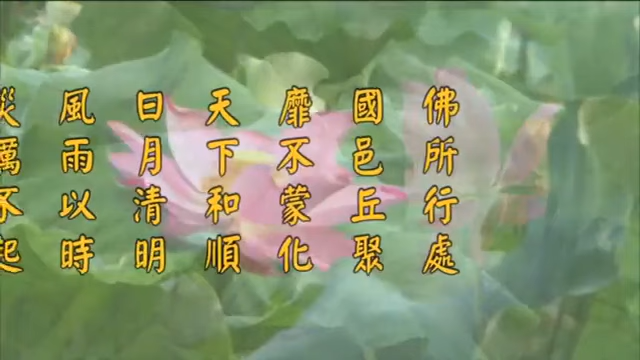 佛所行處
國邑丘聚
靡不蒙化
天下和順
日月清明
風雨以時
災厲不起